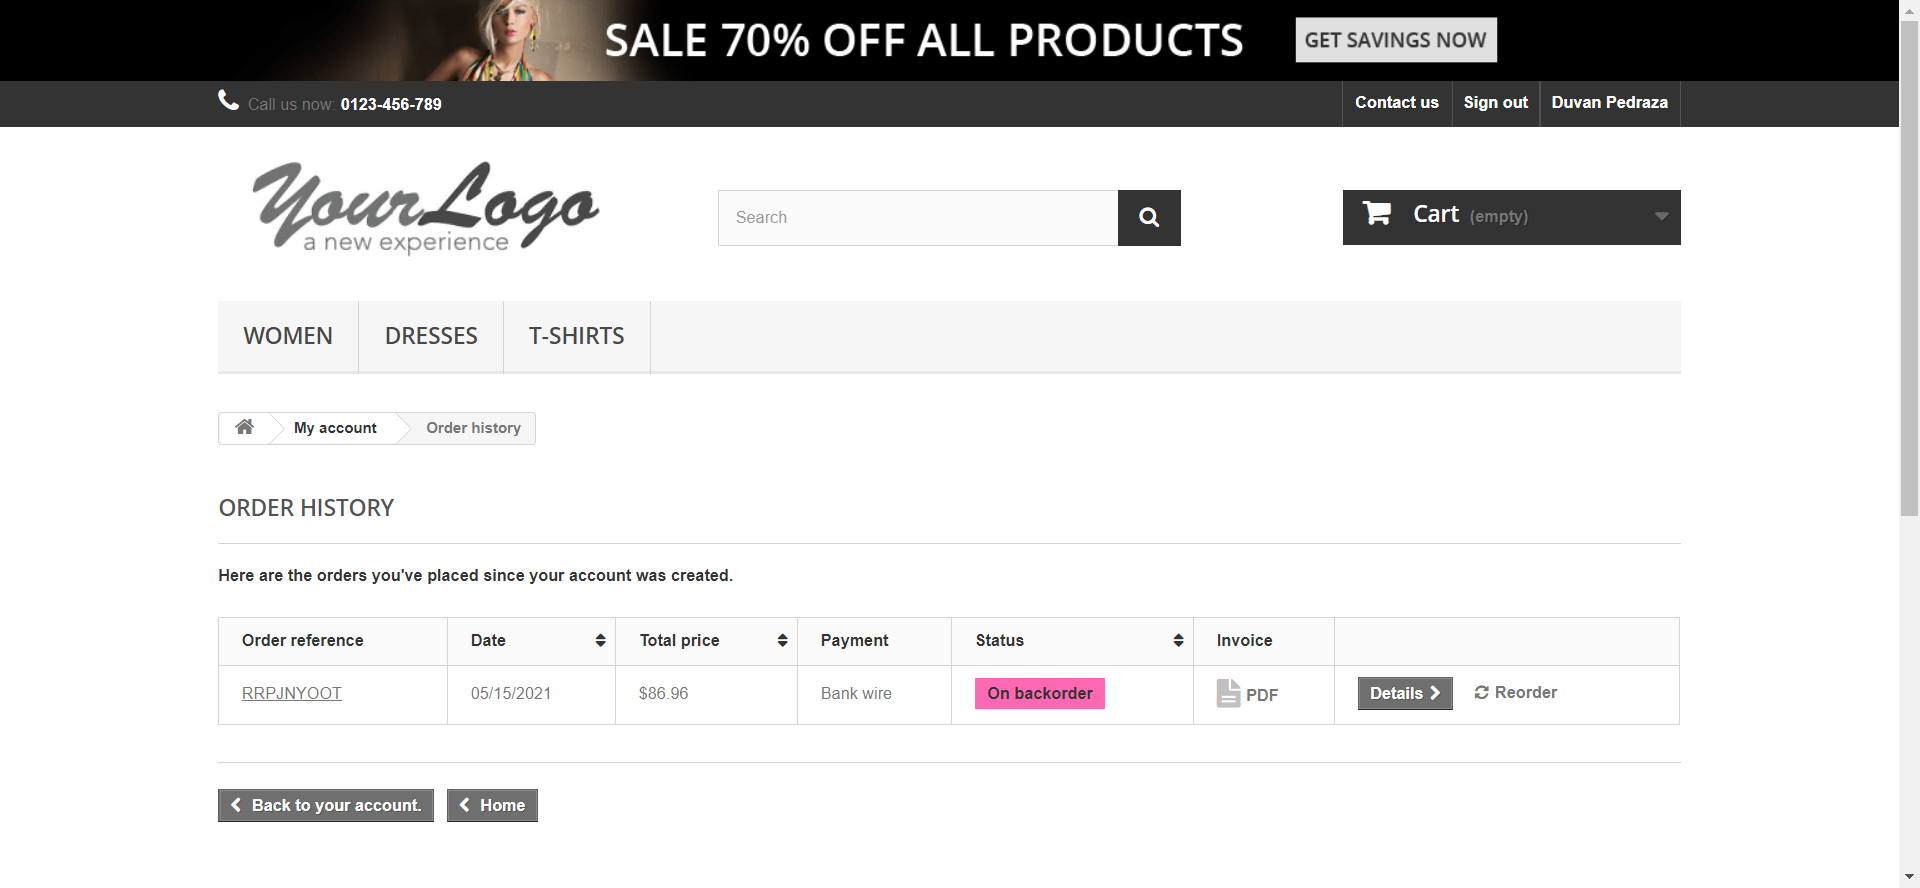 SALE 70% OFF ALL PRODUCTS GET SAVINGS NOW
Call us now: 0123-456-789 Contact us Sign out Duvan Pedraza
YourLogo
a new experience
Search
Cart (empty)
WOMEN DRESSES T-SHIRTS
My account Order history
ORDER HISTORY
Here are the orders you've placed since your account was created.
Order reference Date Total price Payment Status Invoice
RRPJNYOOT 05/15/2021 $86.96 Bank wire On backorder PDF Details Reorder
Back to your account. Home